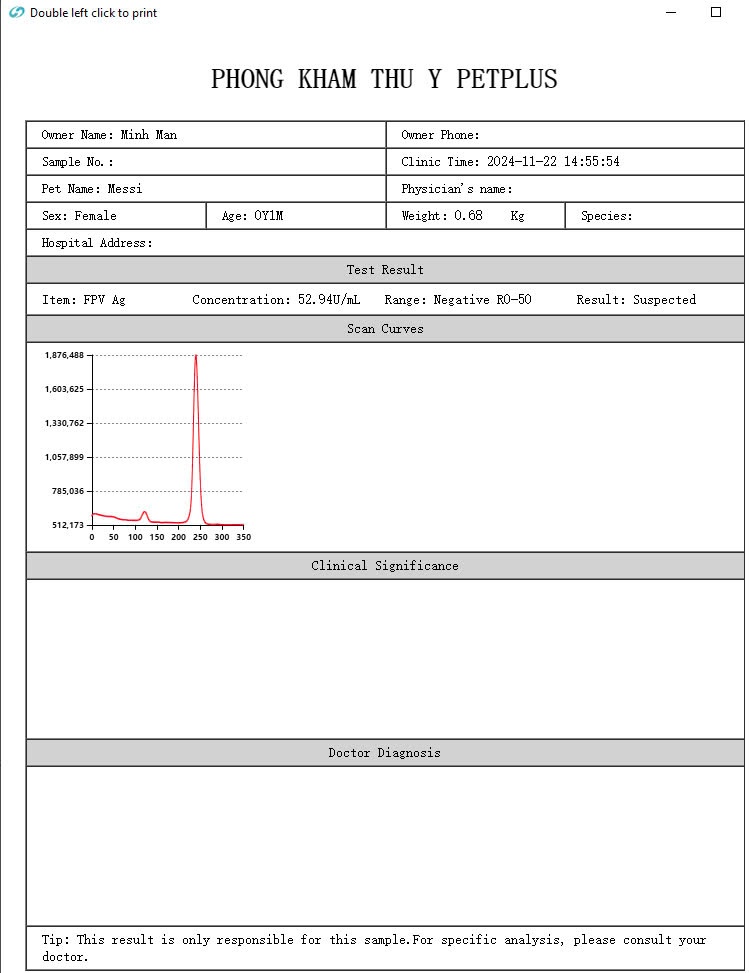 Double left click to print
PHONG KHAM THU Y PETPLUS
Owner Name: Minh Man
Owner Phone:
Sample No.:
Clinic Time: 2024-11-22 14:55:54
Pet Name: Messi
Physician's name:
Sex: Female
Age: 0Y1M
Weight: 0.68 Kg
Species:
Hospital Address:
Test Result
Item: FPV Ag
Concentration: 52.94U/mL
Range: Negative R0-50
Result: Suspected
Scan Curves
1,876,488
1,603,625
1,330,762
1,057,899
785,036
512,173
0 50 100 150 200 250 300 350
Clinical Significance
Doctor Diagnosis
Tip: This result is only responsible for this sample.For specific analysis, please consult your
doctor.